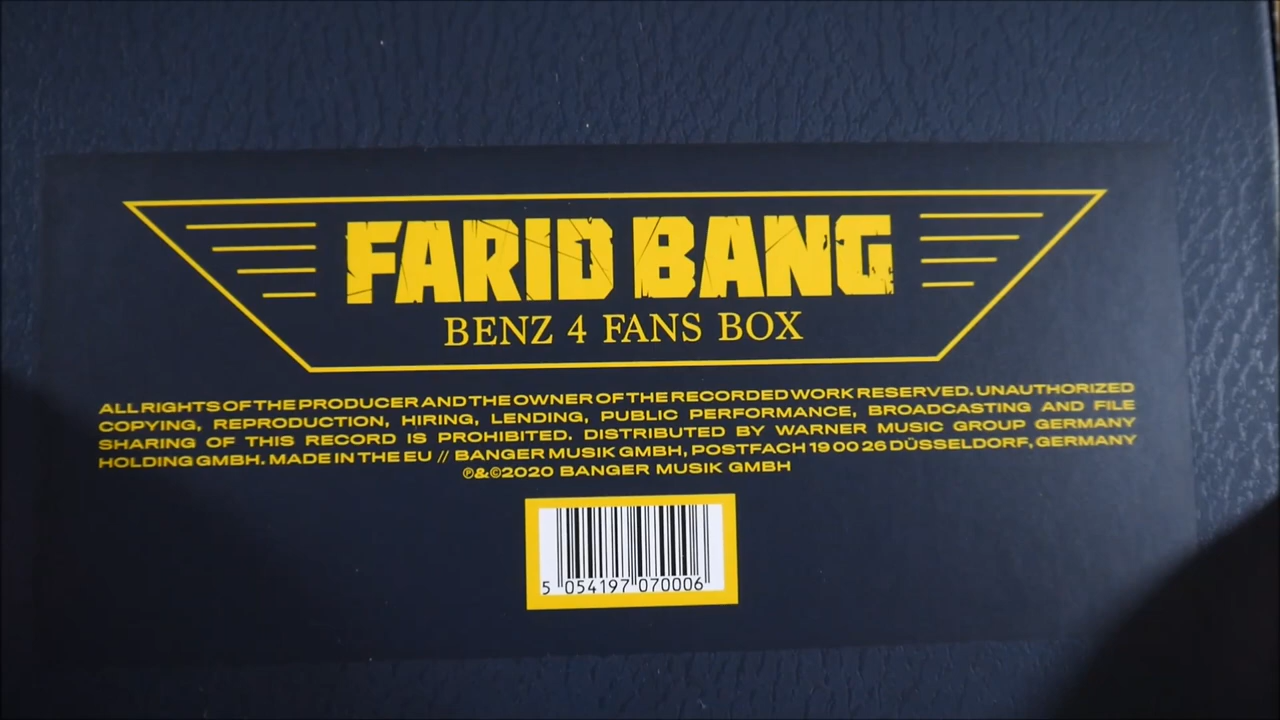 FARID BANG
BENZ 4 FANS BOX
ALL RIGHTS OF THE PRODUCER AND THE OWNER OF THE RECORDED WORK RESERVED. UNAUTHORIZED
COPYING, REPRODUCTION, HIRING, LENDING, PUBLIC PERFORMANCE, BROADCASTING AND FILE
SHARING OF THIS RECORD IS PROHIBITED. DISTRIBUTED BY WARNER MUSIC GROUP GERMANY
HOLDING GMBH. MADE IN THE EU // BANGER MUSIK GMBH, POSTFACH 19 00 26 DÜSSELDORF, GERMANY
℗&©2020 BANGER MUSIK GMBH
5 054197 070006